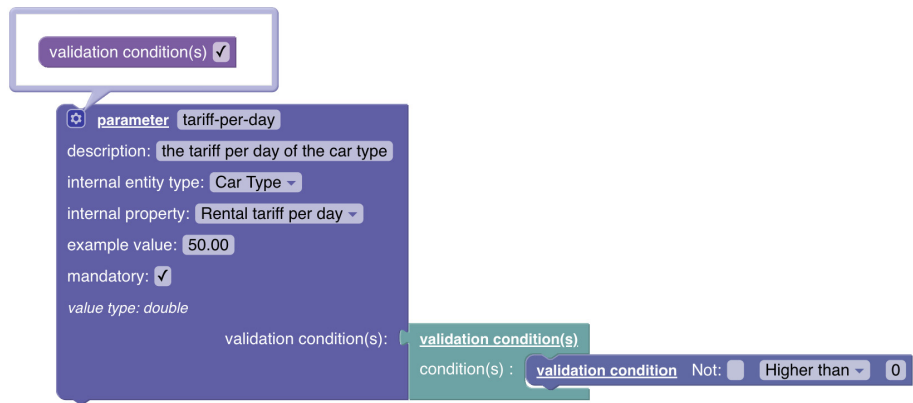 validation condition(s) ✓
parameter tariff-per-day
description: the tariff per day of the car type
internal entity type: Car Type
internal property: Rental tariff per day
example value: 50.00
mandatory: ✓
value type: double
validation condition(s): validation condition(s)
condition(s) : validation condition Not: Higher than 0